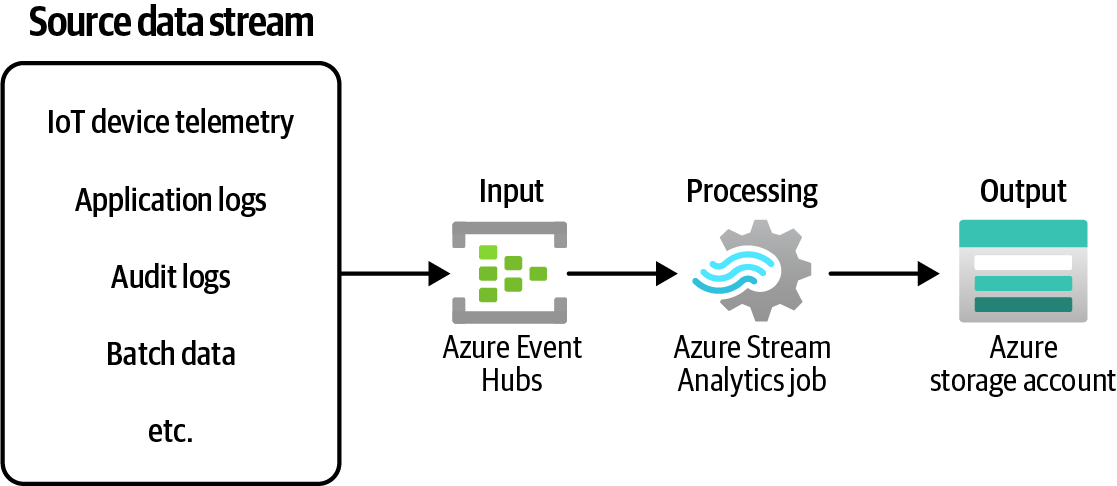 Source data stream
IoT device telemetry
Application logs
Audit logs
Batch data
etc.
Input
Azure Event
Hubs
Processing
Azure Stream
Analytics job
Output
Azure
storage account